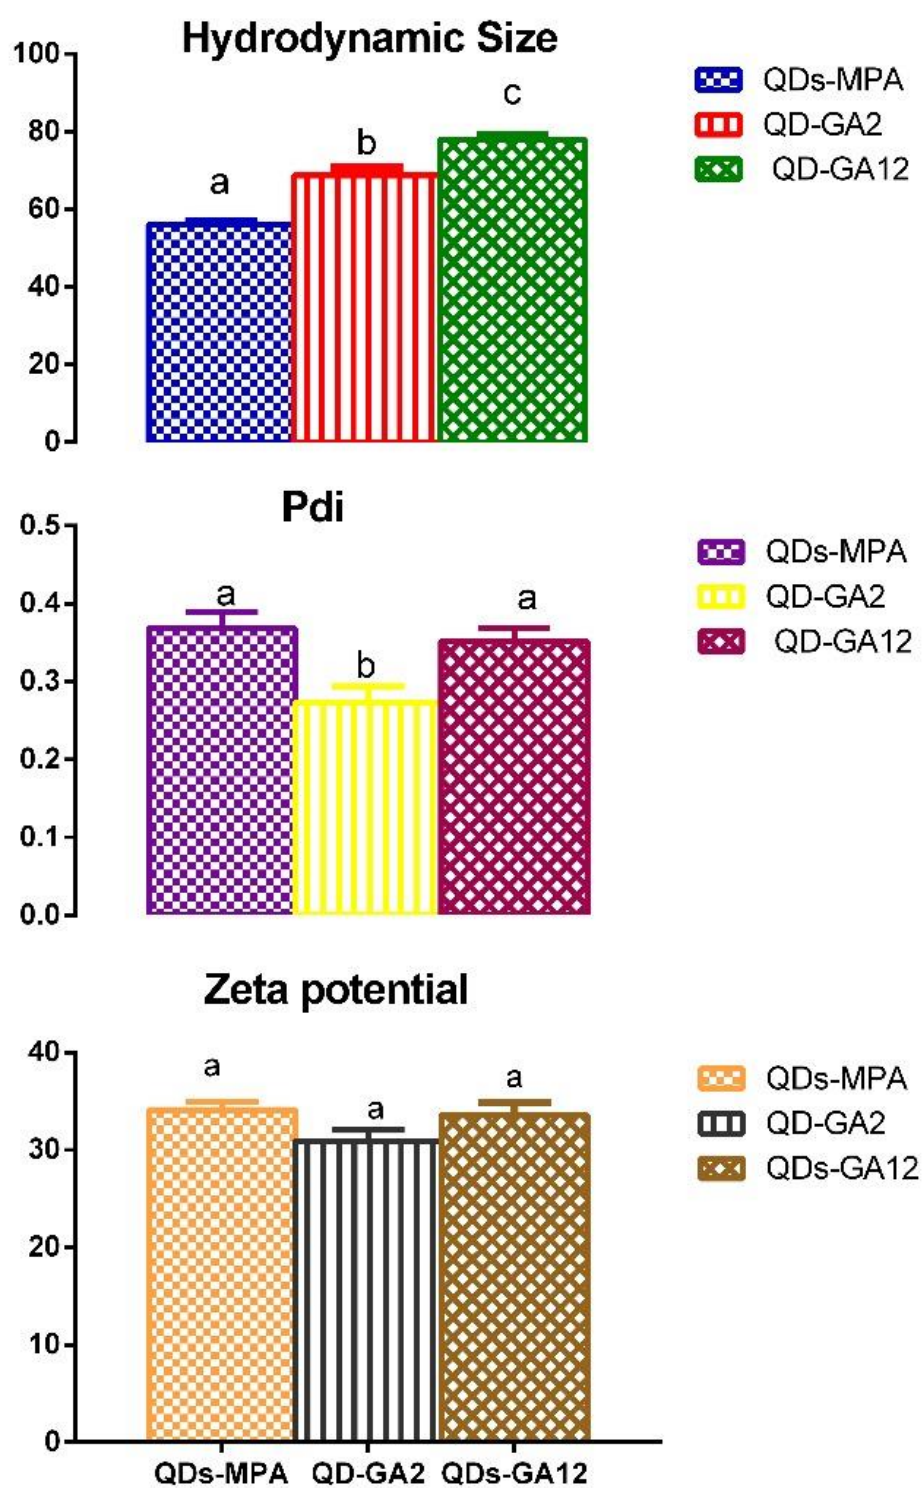 Hydrodynamic Size
100
80
60
40
20
0
a
b
c
QDs-MPA
QD-GA2
QD-GA12
Pdi
0.5
0.4
0.3
0.2
0.1
0.0
a
b
a
QDs-MPA
QD-GA2
QD-GA12
Zeta potential
40
30
20
10
0
a
a
a
QDs-MPA
QD-GA2
QDs-GA12
QDs-MPA QD-GA2 QDs-GA12